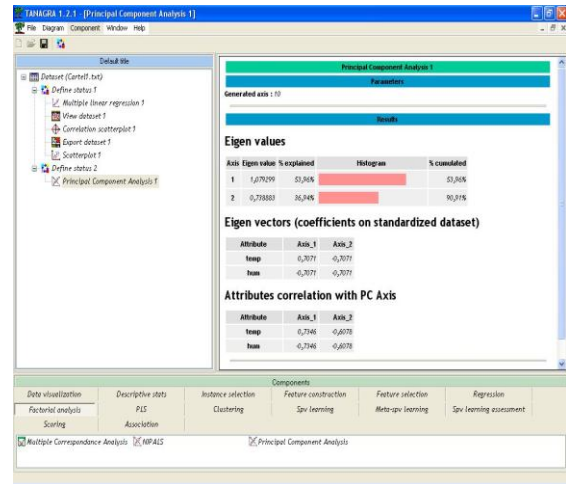 TANAGRA 1.2.1 - [Principal Component Analysis 1]
File Diagram Component Window Help
Default title
Dataset (Cartel1.txt)
Define status 1
Multiple linear regression 1
View dataset 1
Correlation scatterplot 1
Export dataset 1
Scatterplot 1
Define status 2
Principal Component Analysis 1
Principal Component Analysis 1
Parameters
Generated axis : 10
Results
Eigen values
Axis Eigen value % explained Histogram % cumulated
1 1,079299 53,96% 53,96%
2 0,738883 36,94% 90,91%
Eigen vectors (coefficients on standardized dataset)
Attribute Axis_1 Axis_2
temp 0,7071 -0,7071
hum -0,7071 -0,7071
Attributes correlation with PC Axis
Attribute Axis_1 Axis_2
temp 0,7346 -0,6078
hum -0,7346 -0,6078
Components
Data visualization Descriptive stats Instance selection Feature construction Feature selection Regression
Factorial analysis PLS Clustering Spv learning Meta-spv learning Spv learning assessment
Scoring Association
Multiple Correspondance Analysis NIPALS Principal Component Analysis